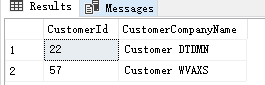 Results Messages
CustomerId CustomerCompanyName
1 22 Customer DTDMN
2 57 Customer WVAXS